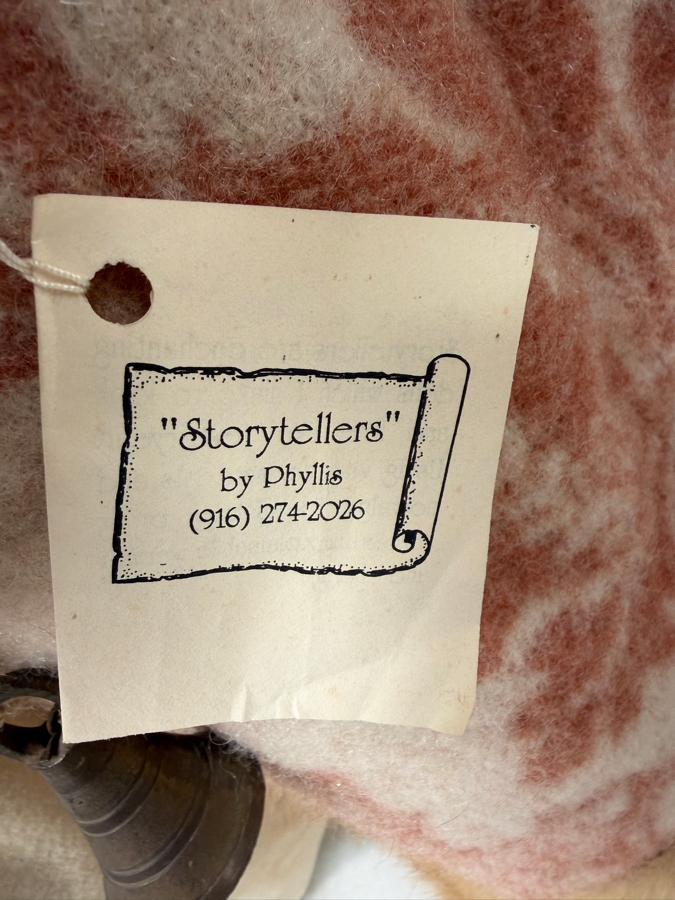 "Storytellers"
by Phyllis
(916) 274-2026